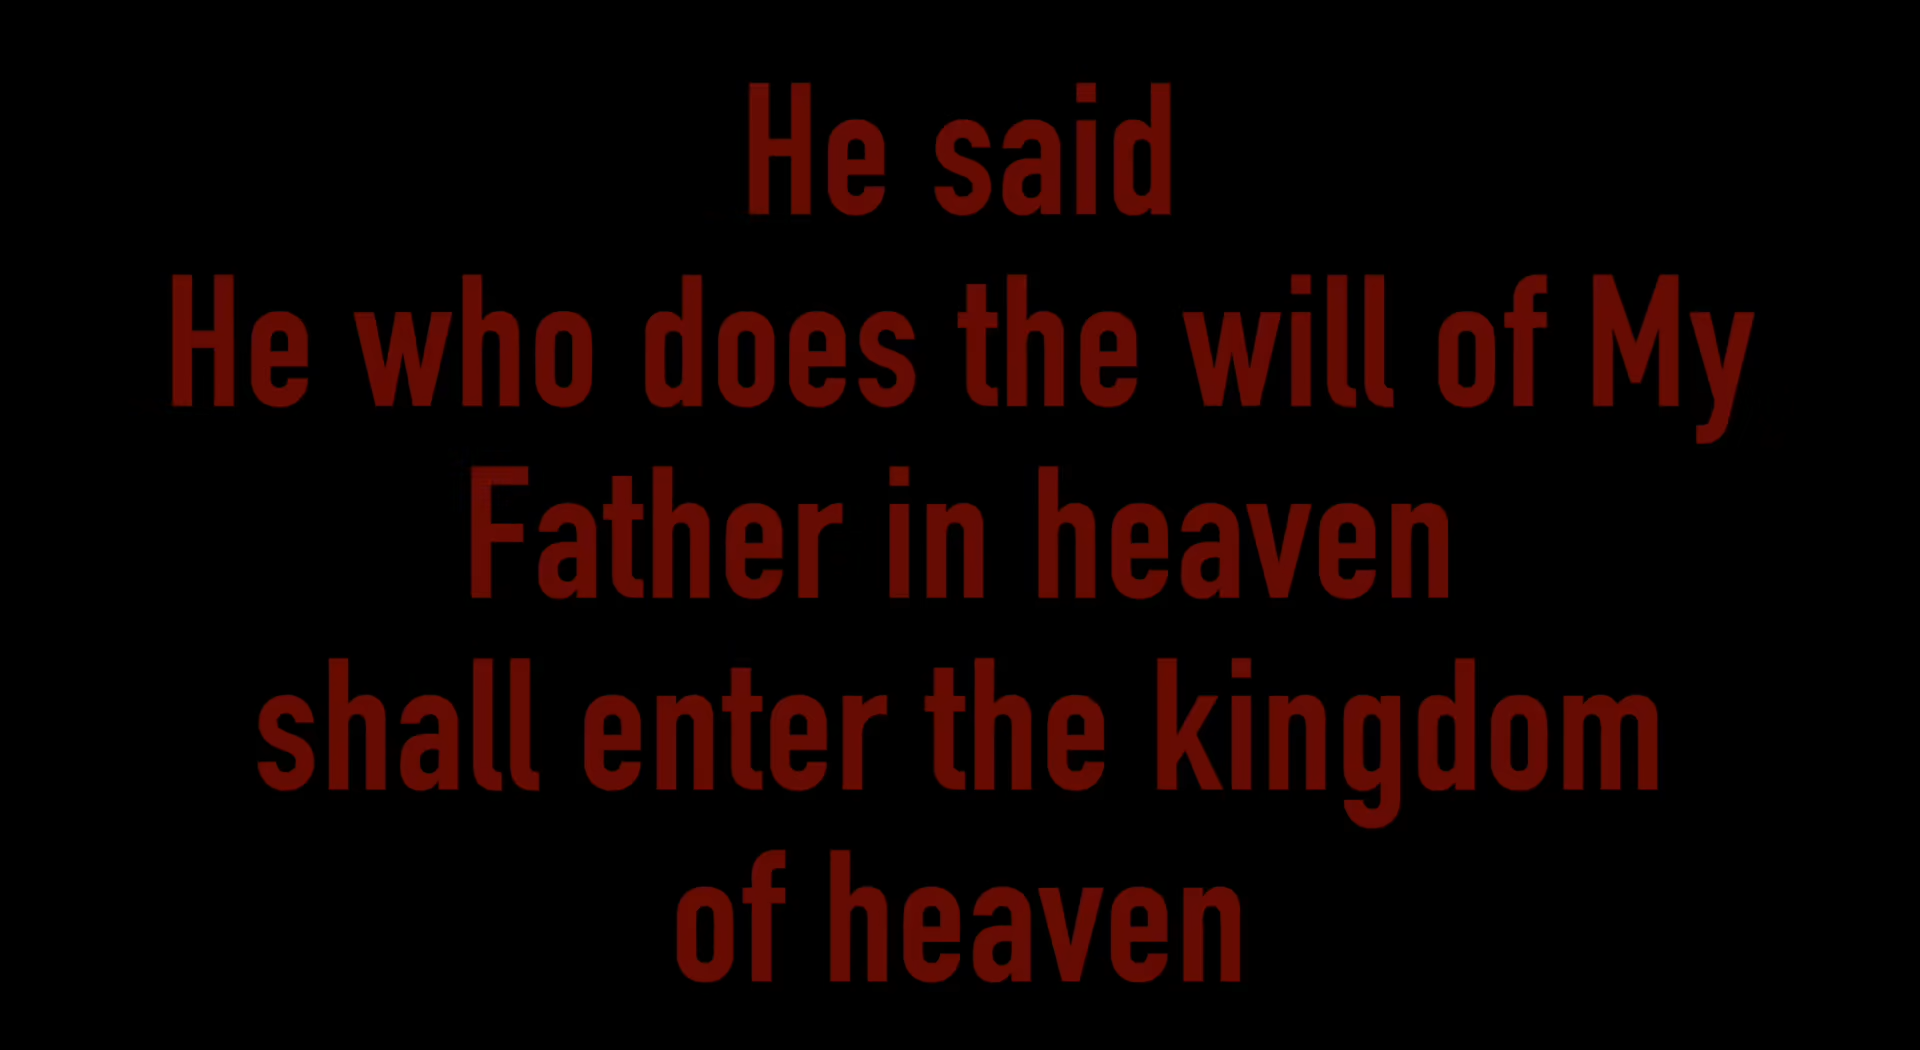 He said
He who does the will of My
Father in heaven
shall enter the kingdom
of heaven